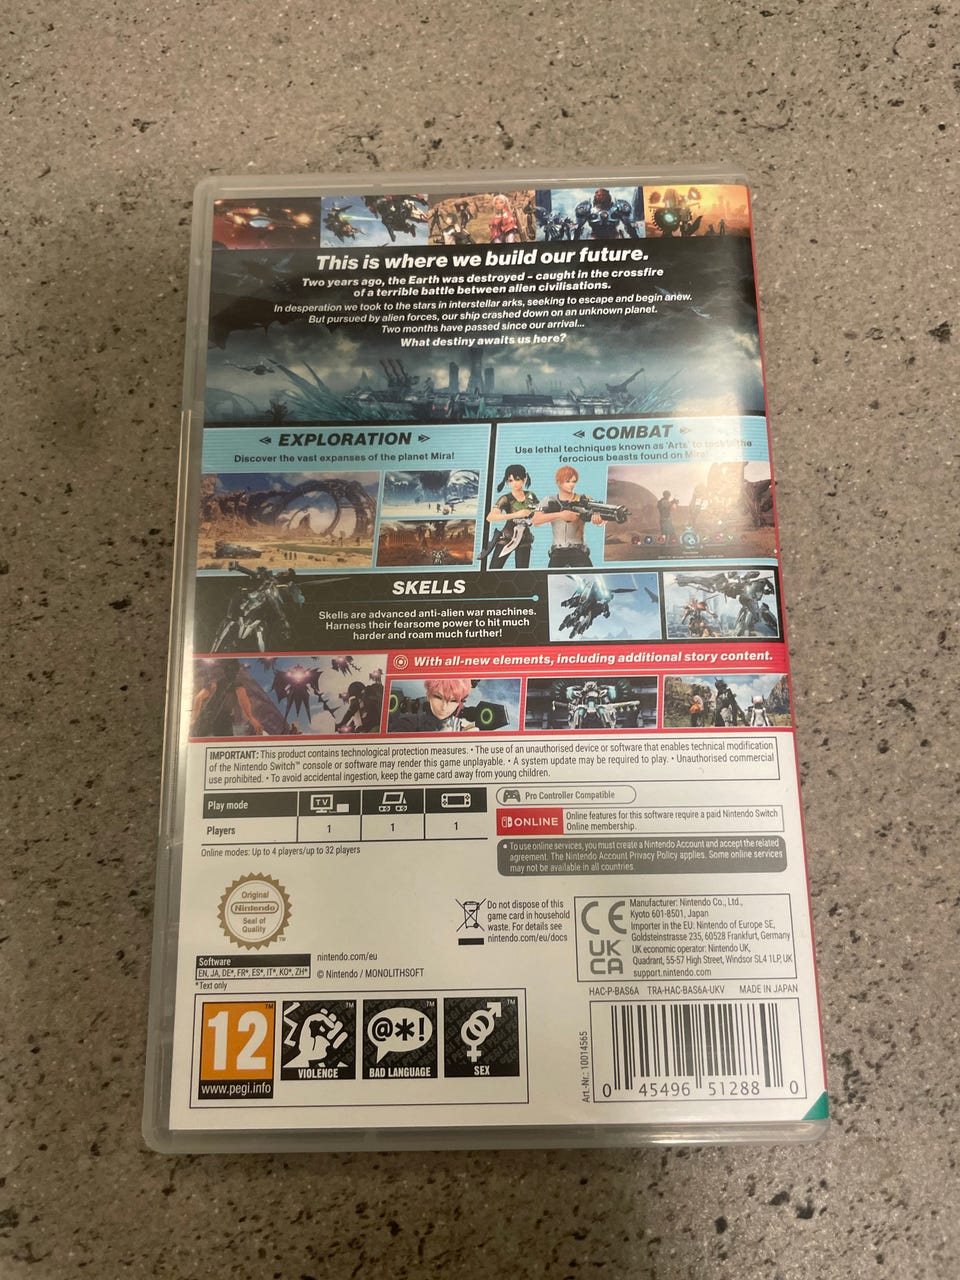 This is where we build our future.
Two years ago, the Earth was destroyed – caught in the crossfire
of a terrible battle between alien civilisations.
In desperation we took to the stars in interstellar arks, seeking to escape and begin anew.
But pursued by alien forces, our ship crashed down on an unknown planet.
Two months have passed since our arrival...
What destiny awaits us here?
EXPLORATION
Discover the vast expanses of the planet Mira!
COMBAT
Use lethal techniques known as 'Arts' to the
ferocious beasts found on Mira!
SKELLS
Skells are advanced anti-alien war machines.
Harness their fearsome power to hit much
harder and roam much further!
With all-new elements, including additional story content.
IMPORTANT: This product contains technological protection measures. • The use of an unauthorised device or software that enables technical modification
of the Nintendo Switch™ console or software may render this game unplayable. • A system update may be required to play. • Unauthorised commercial
use prohibited. • To avoid accidental ingestion, keep the game card away from young children.
Play mode TV
Players 1 1 1
Online modes: Up to 4 players/up to 32 players
Pro Controller Compatible
ONLINE
Online features for this software require a paid Nintendo Switch
Online membership.
• To use online services, you must create a Nintendo Account and accept the related
agreement. The Nintendo Account Privacy Policy applies. Some online services
may not be available in all countries.
Original
Nintendo
Seal of
Quality
TM
Do not dispose of this
game card in household
waste. For details see
nintendo.com/eu/docs
CE
UK
CA
Manufacturer: Nintendo Co., Ltd.,
Kyoto 601-8501, Japan
Importer in the EU: Nintendo of Europe SE,
Goldsteinstrasse 235, 60528 Frankfurt, Germany
UK economic operator: Nintendo UK,
Quadrant, 55-57 High Street, Windsor SL4 1LP, UK
support.nintendo.com
Software
EN, JA, DE*, FR*, ES*, IT*, KO*, ZH*
*Text only
nintendo.com/eu
© Nintendo / MONOLITHSOFT
HAC-P-BAS6A TRA-HAC-BAS6A-UKV MADE IN JAPAN
12
www.pegi.info
VIOLENCE
@*!
BAD LANGUAGE
SEX
Art.-Nr.: 10014565
0 45496 51288 0